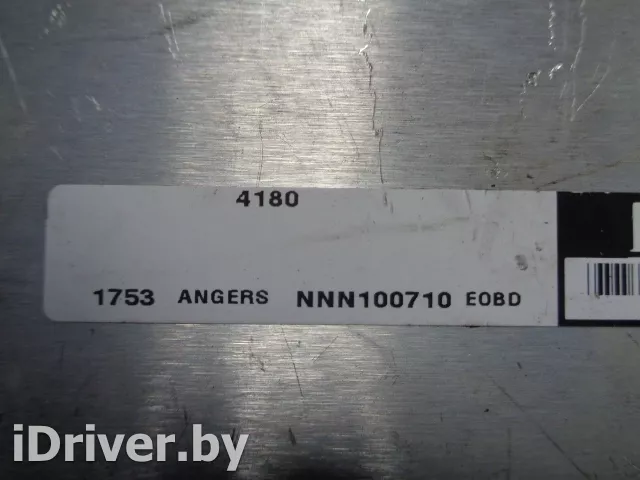 4180
1753 ANGERS NNN100710 EOBD
iDriver.by